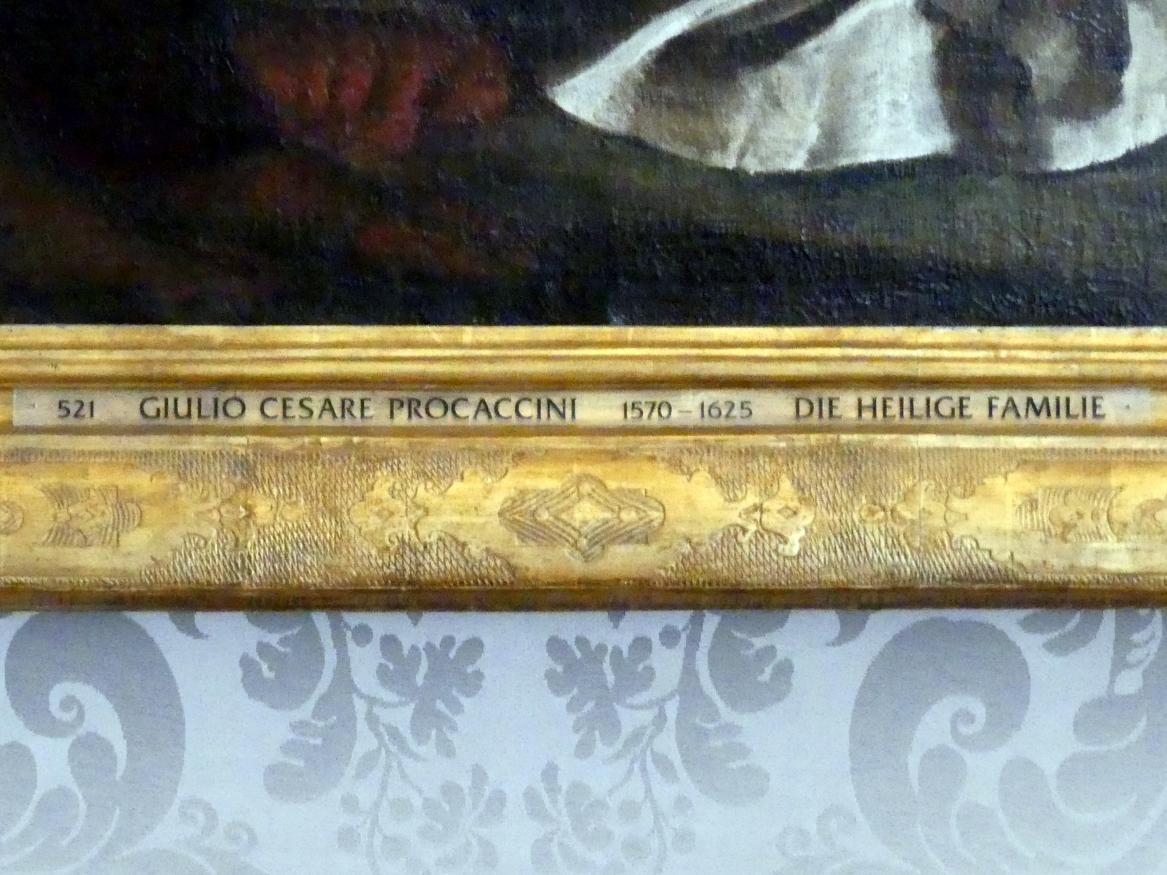 521 GIULIO CESARE PROCACCINI 1570–1625 DIE HEILIGE FAMILIE